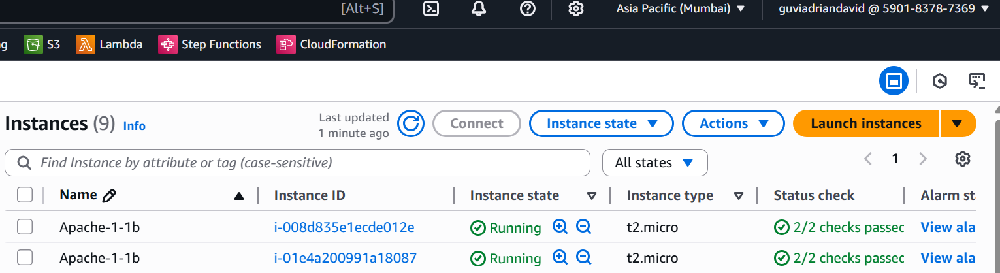 [Alt+S] Asia Pacific (Mumbai) guviadriandavid @ 5901-8378-7369
g S3 Lambda Step Functions CloudFormation
Instances (9) Info Last updated 1 minute ago Connect Instance state Actions Launch instances
Find Instance by attribute or tag (case-sensitive) All states 1
Name Instance ID Instance state Instance type Status check Alarm sta
Apache-1-1b i-008d835e1ecde012e Running t2.micro 2/2 checks passec View ala
Apache-1-1b i-01e4a200991a18087 Running t2.micro 2/2 checks passec View ala